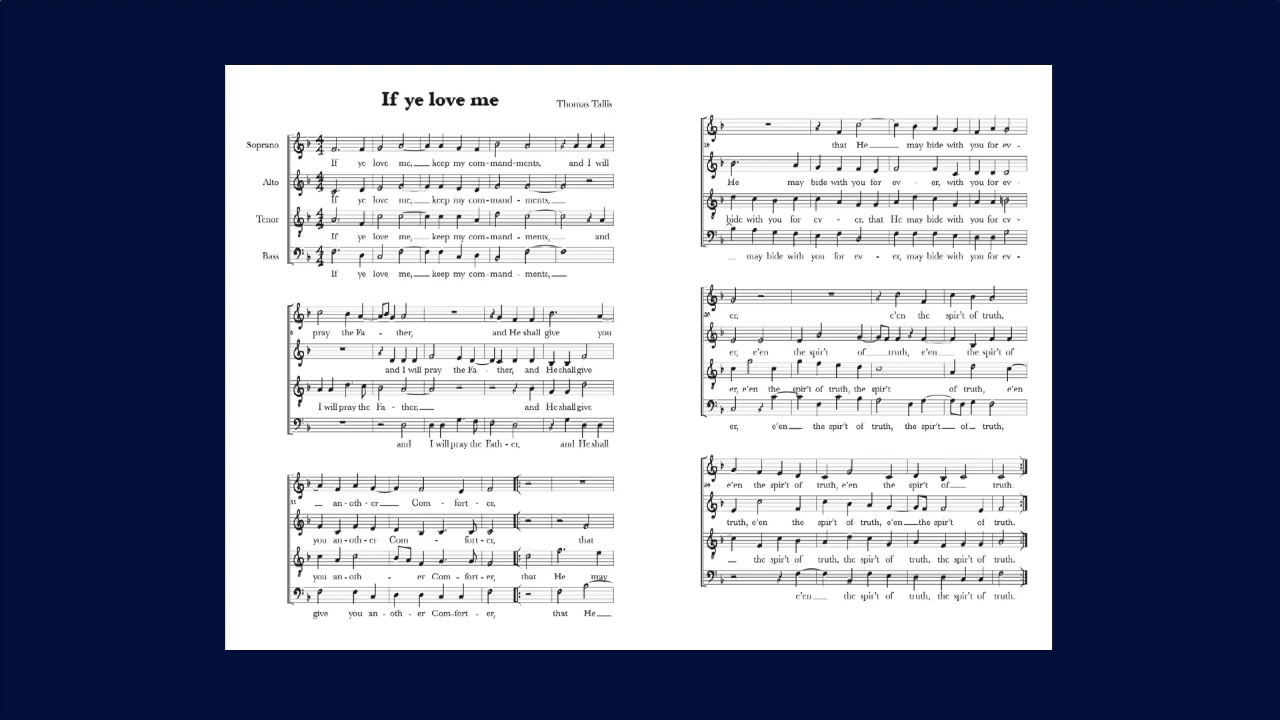 If ye love me
Thomas Tallis
Soprano
If ye love me, keep my com-mand-ments, and I will
Alto
If ye love me, keep my com-mand - ments,
Tenor
If ye love me, keep my com-mand - ments, and
Bass
If ye love me, keep my com-mand - ments,
pray the Fa - ther, and He shall give you
and I will pray the Fa - ther, and He shall give
I will pray the Fa - ther, and He shall give
and I will pray the Fath - er, and He shall
an-oth-er Com - fort - er,
you an-oth-er Com - fort - er, that
you an-oth - er Com - fort - er, that He may
give you an - oth - er Com-fort - er, that He
that He may bide with you for ev -
He may bide with you for ev - er, with you for ev -
bide with you for ev - er, that He may bide with you for ev -
may bide with you for ev - er, may bide with you for ev -
er, e'en the spir't of truth,
er, e'en the spir't of truth, e'en the spir't of
er, e'en the spir't of truth, the spir't of truth, e'en
er, e'en the spir't of truth, the spir't of truth,
e'en the spir't of truth, e'en the spir't of truth.
truth, e'en the spir't of truth, e'en the spir't of truth.
the spir't of truth, the spir't of truth, the spir't of truth.
e'en the spir't of truth, the spir't of truth.